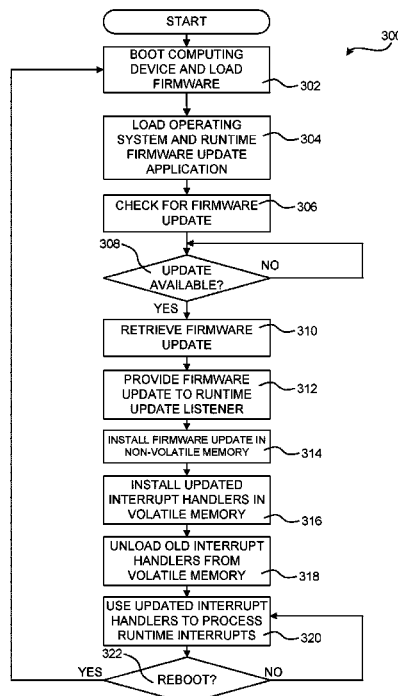 START
300
BOOT COMPUTING
DEVICE AND LOAD
FIRMWARE
302
LOAD OPERATING
SYSTEM AND RUNTIME
FIRMWARE UPDATE
APPLICATION
304
CHECK FOR FIRMWARE
UPDATE
306
308
UPDATE
AVAILABLE?
NO
YES
RETRIEVE FIRMWARE
UPDATE
310
PROVIDE FIRMWARE
UPDATE TO RUNTIME
UPDATE LISTENER
312
INSTALL FIRMWARE UPDATE IN
NON-VOLATILE MEMORY
314
INSTALL UPDATED
INTERRUPT HANDLERS IN
VOLATILE MEMORY
316
UNLOAD OLD INTERRUPT
HANDLERS FROM
VOLATILE MEMORY
318
USE UPDATED INTERRUPT
HANDLERS TO PROCESS
RUNTIME INTERRUPTS
320
322
YES
REBOOT?
NO